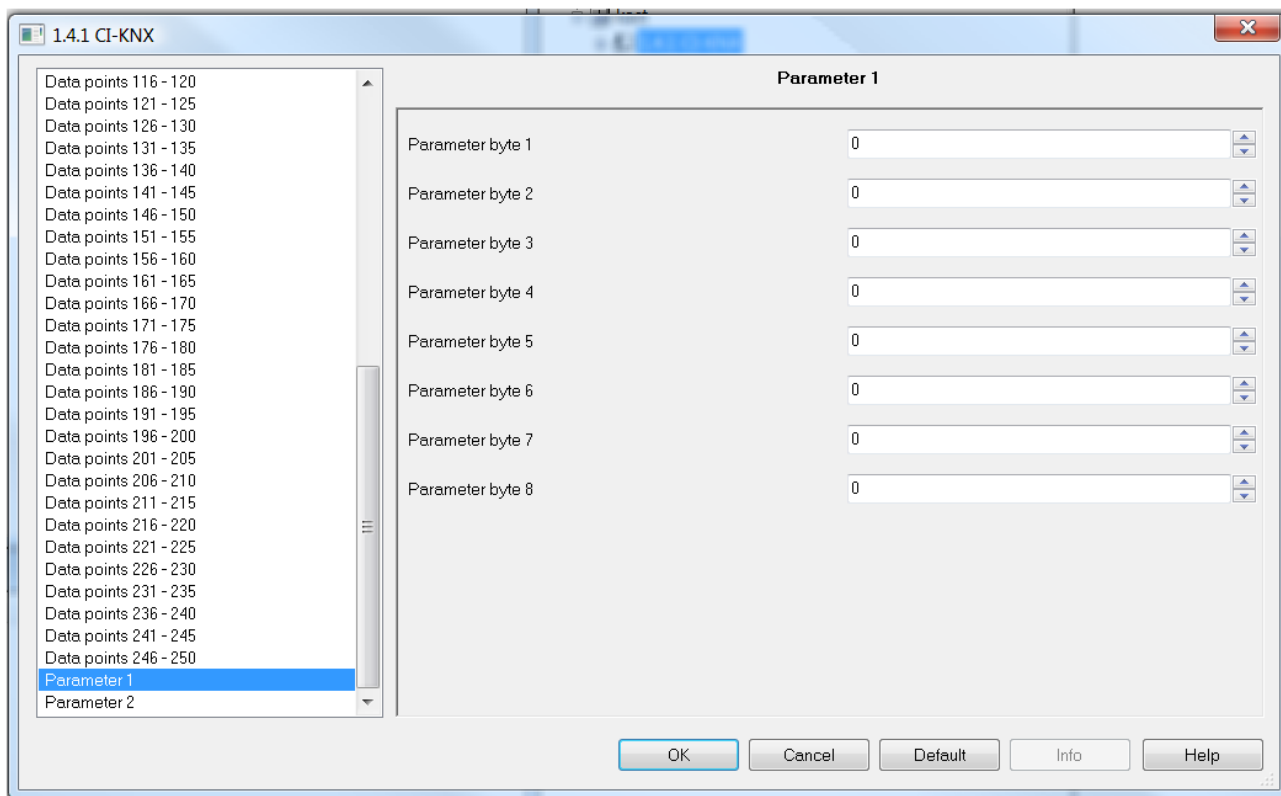 1.4.1 CI-KNX
Data points 116 - 120
Data points 121 - 125
Data points 126 - 130
Data points 131 - 135
Data points 136 - 140
Data points 141 - 145
Data points 146 - 150
Data points 151 - 155
Data points 156 - 160
Data points 161 - 165
Data points 166 - 170
Data points 171 - 175
Data points 176 - 180
Data points 181 - 185
Data points 186 - 190
Data points 191 - 195
Data points 196 - 200
Data points 201 - 205
Data points 206 - 210
Data points 211 - 215
Data points 216 - 220
Data points 221 - 225
Data points 226 - 230
Data points 231 - 235
Data points 236 - 240
Data points 241 - 245
Data points 246 - 250
Parameter 1
Parameter 2
Parameter 1
Parameter byte 1 0
Parameter byte 2 0
Parameter byte 3 0
Parameter byte 4 0
Parameter byte 5 0
Parameter byte 6 0
Parameter byte 7 0
Parameter byte 8 0
OK Cancel Default Info Help